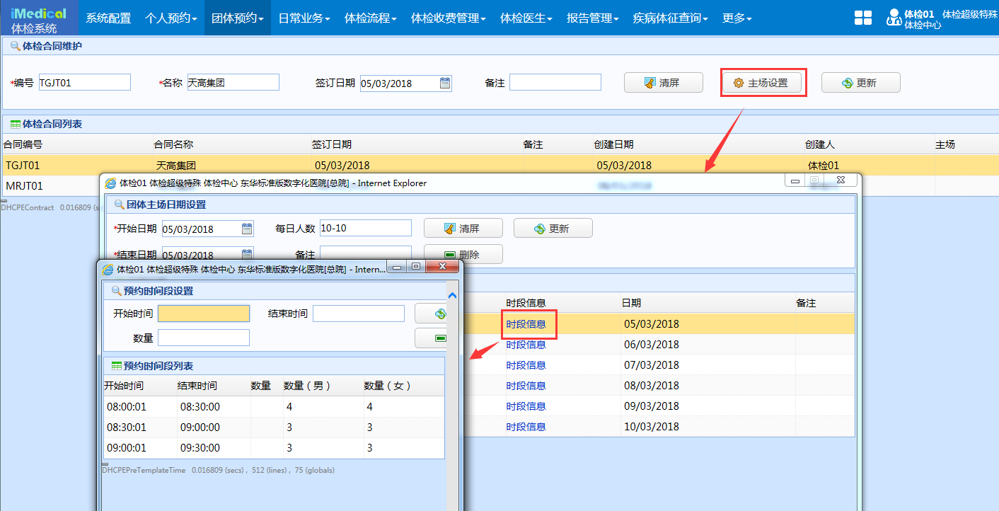 iMedical
体检系统
系统配置 个人预约 团体预约 日常业务 体检流程 体检收费管理 体检医生 报告管理 疾病体征查询 更多
体检01 体检超级特殊
体检中心
体检合同维护
*编号 TGJT01 *名称 天高集团 签订日期 05/03/2018 备注 清屏 主场设置 更新
体检合同列表
合同编号 合同名称 签订日期 备注 创建日期 创建人 主场
TGJT01 天高集团 05/03/2018 05/03/2018 体检01
MRJT01
DHCPEContract 0.016809 (s
体检01 体检超级特殊 体检中心 东华标准版数字化医院[总院] - Internet Explorer
团体主场日期设置
*开始日期 05/03/2018 每日人数 10-10 清屏 更新
*结束日期 05/03/2018 备注 删除
时段信息 日期 备注
时段信息 05/03/2018
时段信息 06/03/2018
时段信息 07/03/2018
时段信息 08/03/2018
时段信息 09/03/2018
时段信息 10/03/2018
体检01 体检超级特殊 体检中心 东华标准版数字化医院[总院] - Intern...
预约时间段设置
开始时间 结束时间
数量
预约时间段列表
开始时间 结束时间 数量 数量（男） 数量（女）
08:00:01 08:30:00 4 4
08:30:01 09:00:00 3 3
09:00:01 09:30:00 3 3
DHCPEPreTemplateTime 0.016809 (secs) , 512 (lines) , 75 (globals)